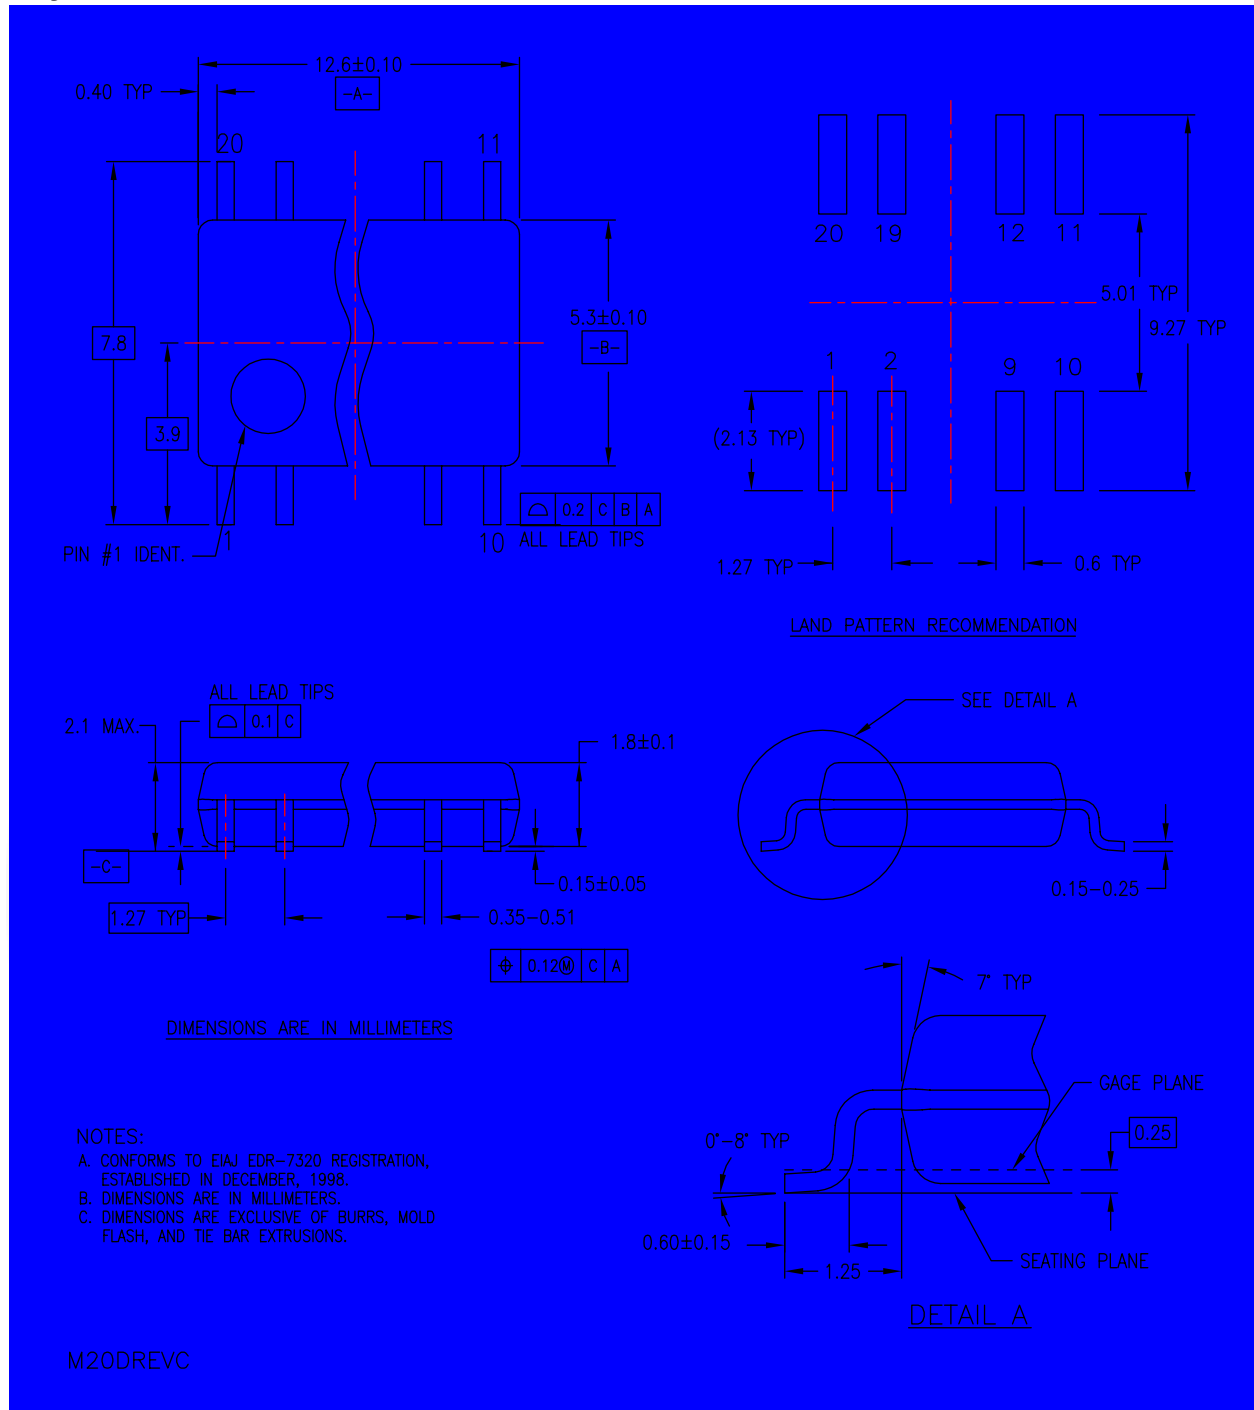 12.6±0.10
0.40 TYP
-A-
20 11
7.8
3.9
5.3±0.10
-B-
0.2 C B A
ALL LEAD TIPS
1 10
PIN #1 IDENT.
20 19 12 11
5.01 TYP
9.27 TYP
1 2 9 10
(2.13 TYP)
1.27 TYP
0.6 TYP
LAND PATTERN RECOMMENDATION
ALL LEAD TIPS
0.1 C
2.1 MAX.
1.8±0.1
-C-
0.15±0.05
1.27 TYP
0.35-0.51
⌖ 0.12Ⓜ C A
DIMENSIONS ARE IN MILLIMETERS
SEE DETAIL A
0.15-0.25
7° TYP
GAGE PLANE
0.25
0°-8° TYP
0.60±0.15
1.25
SEATING PLANE
DETAIL A
NOTES:
A. CONFORMS TO EIAJ EDR-7320 REGISTRATION,
ESTABLISHED IN DECEMBER, 1998.
B. DIMENSIONS ARE IN MILLIMETERS.
C. DIMENSIONS ARE EXCLUSIVE OF BURRS, MOLD
FLASH, AND TIE BAR EXTRUSIONS.
M20DREVC